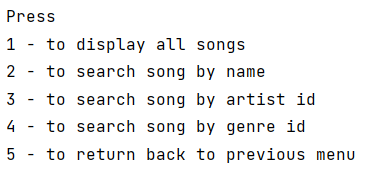 Press
1 - to display all songs
2 - to search song by name
3 - to search song by artist id
4 - to search song by genre id
5 - to return back to previous menu